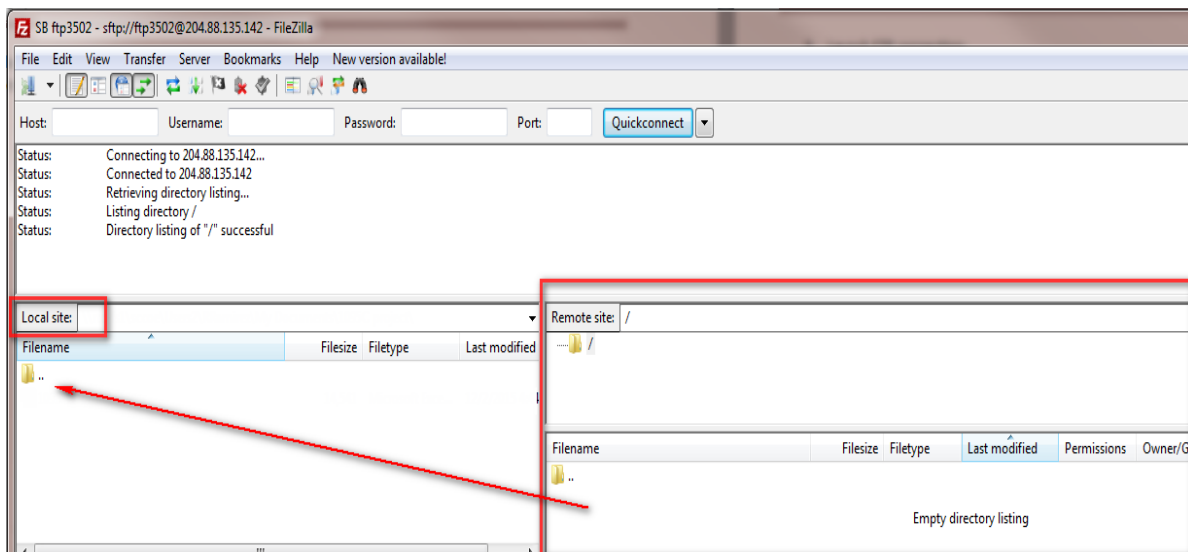 SB ftp3502 - sftp://ftp3502@204.88.135.142 - FileZilla
File Edit View Transfer Server Bookmarks Help New version available!
Host: Username: Password: Port: Quickconnect
Status: Connecting to 204.88.135.142...
Status: Connected to 204.88.135.142
Status: Retrieving directory listing...
Status: Listing directory /
Status: Directory listing of "/" successful
Local site:
Remote site: /
Filename Filesize Filetype Last modified
..
/
Filename Filesize Filetype Last modified Permissions Owner/G
..
Empty directory listing